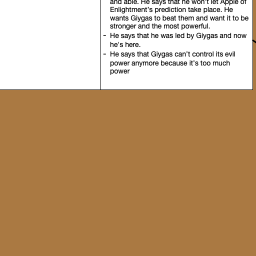 and able. He says that he won't let Apple of
Enlightment's prediction take place. He
wants Giygas to beat them and want it to be
stronger and the most powerful.
- He says that he was led by Giygas and now
he's here.
- He says that Giygas can't control its evil
power anymore because it's too much
power